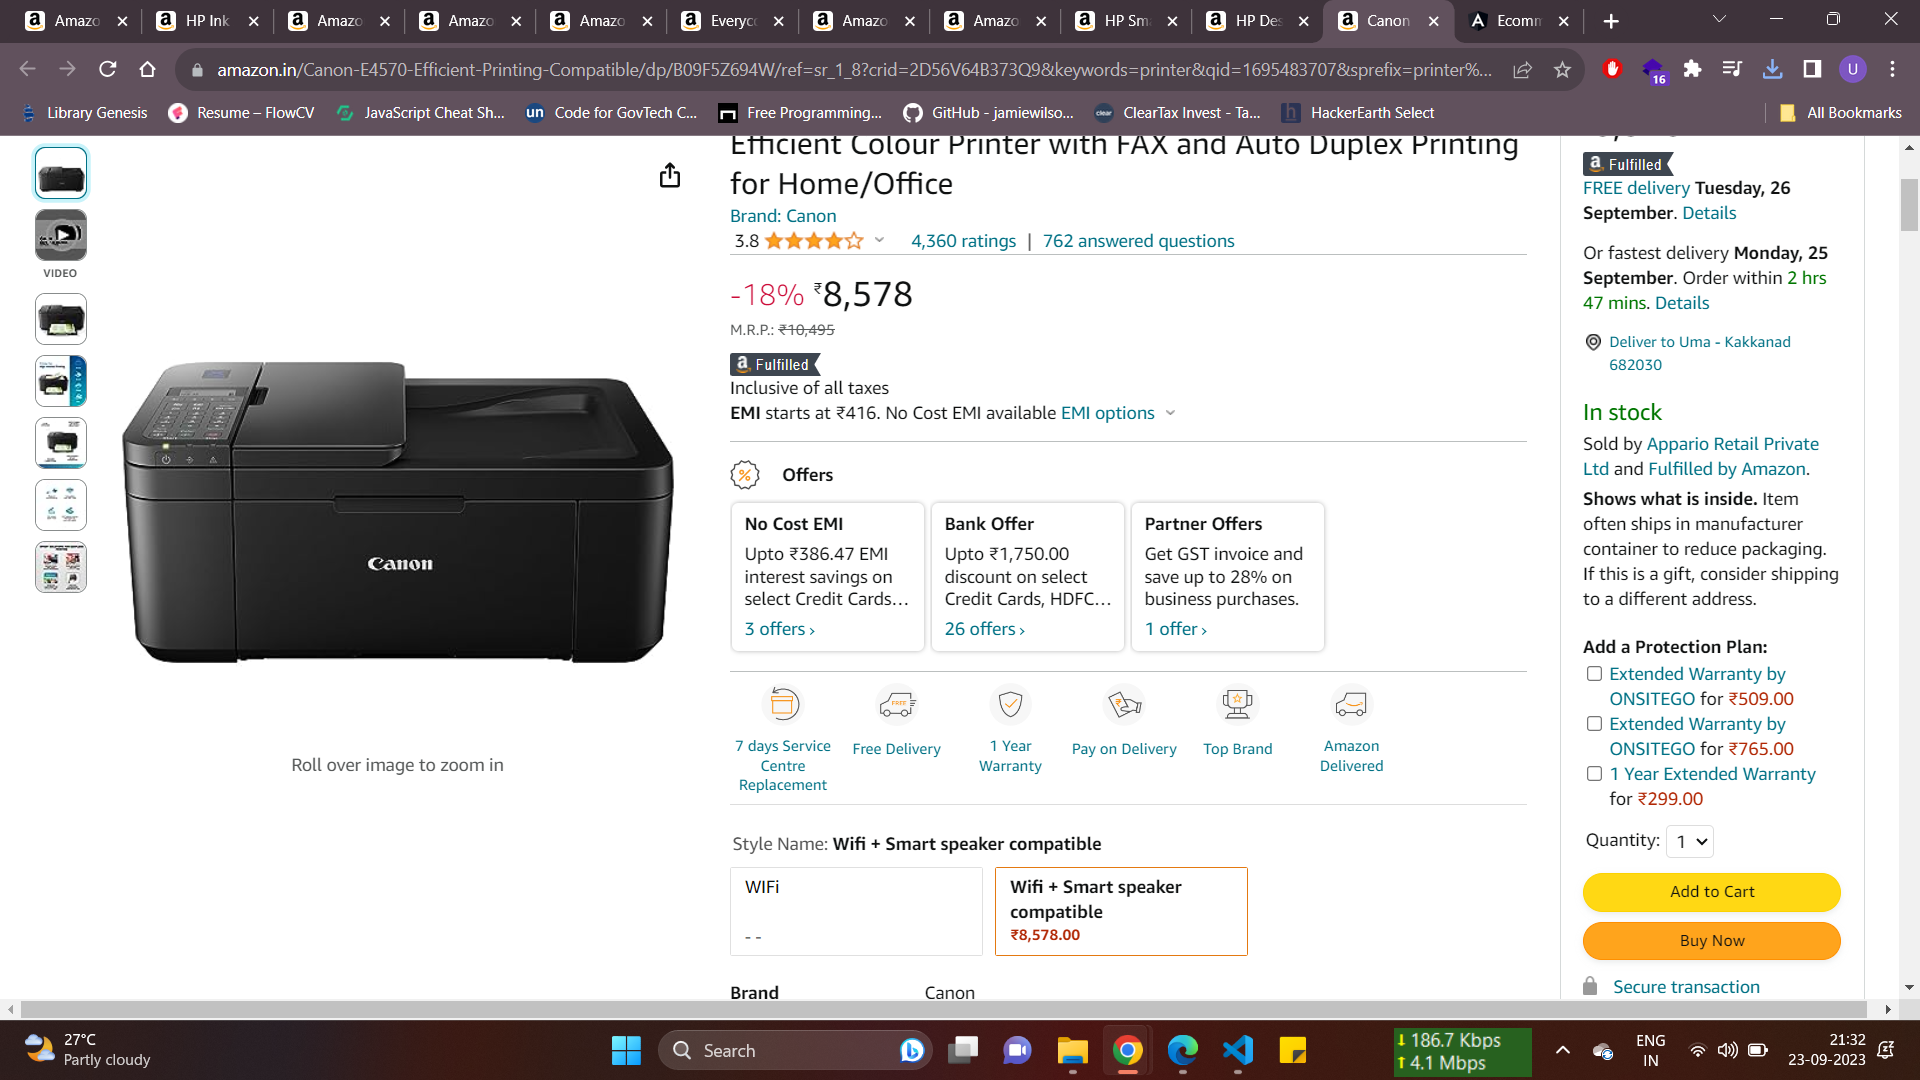 Amazo
HP Ink
Amazo
Amazo
Amazo
Everyco
Amazo
Amazo
HP Sma
HP Des
Canon
Ecomm
amazon.in/Canon-E4570-Efficient-Printing-Compatible/dp/B09F5Z694W/ref=sr_1_8?crid=2D56V64B373Q9&keywords=printer&qid=1695483707&sprefix=printer%...
16
U
Library Genesis
Resume – FlowCV
JavaScript Cheat Sh...
un Code for GovTech C...
Free Programming...
GitHub - jamiewilso...
clear ClearTax Invest - Ta...
h HackerEarth Select
All Bookmarks
VIDEO
Canon
Roll over image to zoom in
Efficient Colour Printer with FAX and Auto Duplex Printing
for Home/Office
Brand: Canon
3.8
4,360 ratings | 762 answered questions
-18% ₹8,578
M.R.P.: ₹10,495
a Fulfilled
Inclusive of all taxes
EMI starts at ₹416. No Cost EMI available EMI options
Offers
No Cost EMI
Upto ₹386.47 EMI
interest savings on
select Credit Cards...
3 offers ›
Bank Offer
Upto ₹1,750.00
discount on select
Credit Cards, HDFC...
26 offers ›
Partner Offers
Get GST invoice and
save up to 28% on
business purchases.
1 offer ›
7 days Service
Centre
Replacement
FREE
Free Delivery
1 Year
Warranty
Pay on Delivery
Top Brand
Amazon
Delivered
Style Name: Wifi + Smart speaker compatible
WIFi
- -
Wifi + Smart speaker
compatible
₹8,578.00
Brand Canon
a Fulfilled
FREE delivery Tuesday, 26
September. Details
Or fastest delivery Monday, 25
September. Order within 2 hrs
47 mins. Details
Deliver to Uma - Kakkanad
682030
In stock
Sold by Appario Retail Private
Ltd and Fulfilled by Amazon.
Shows what is inside. Item
often ships in manufacturer
container to reduce packaging.
If this is a gift, consider shipping
to a different address.
Add a Protection Plan:
Extended Warranty by
ONSITEGO for ₹509.00
Extended Warranty by
ONSITEGO for ₹765.00
1 Year Extended Warranty
for ₹299.00
Quantity: 1
Add to Cart
Buy Now
Secure transaction
27°C
Partly cloudy
Search
186.7 Kbps
4.1 Mbps
ENG
IN
21:32
23-09-2023